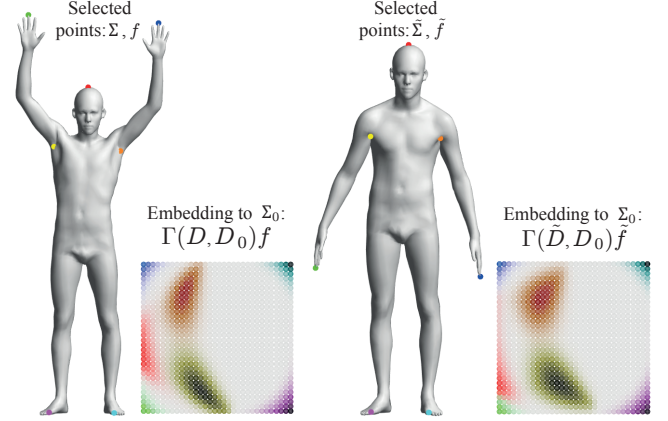 Selected
points: Σ , f
Selected
points: Σ̃ , f̃
Embedding to Σ₀:
Γ(D, D₀)f
Embedding to Σ₀:
Γ(D̃, D₀)f̃